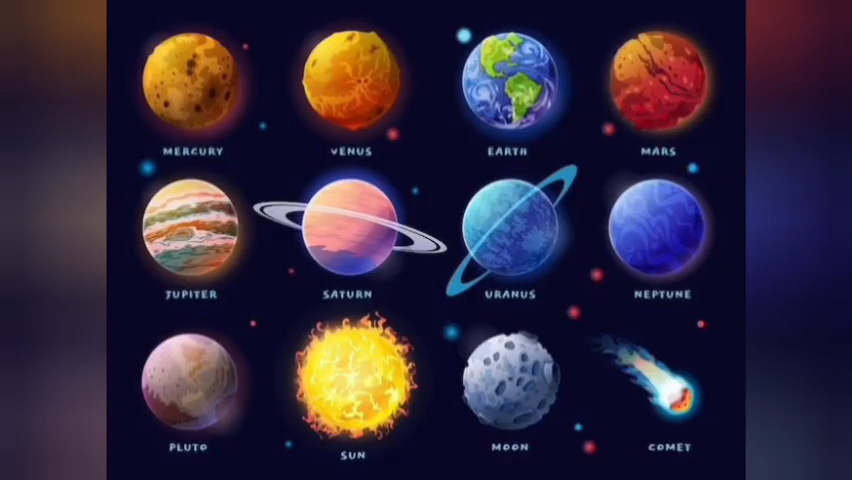 MERCURY
VENUS
EARTH
MARS
JUPITER
SATURN
URANUS
NEPTUNE
PLUTO
SUN
MOON
COMET